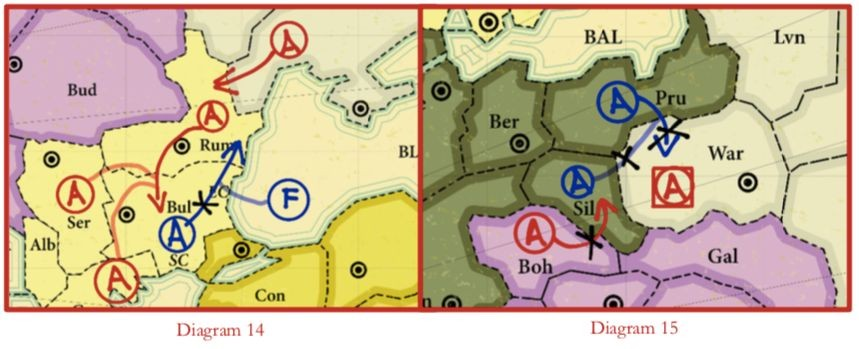 Bud
A
A
Rum
A
Ser
Bul
EC
A
SC
F
Alb
A
Con
BL
BAL
Lvn
A
Pru
Ber
War
A
A
Sil
A
Boh
Gal
n
Diagram 14
Diagram 15